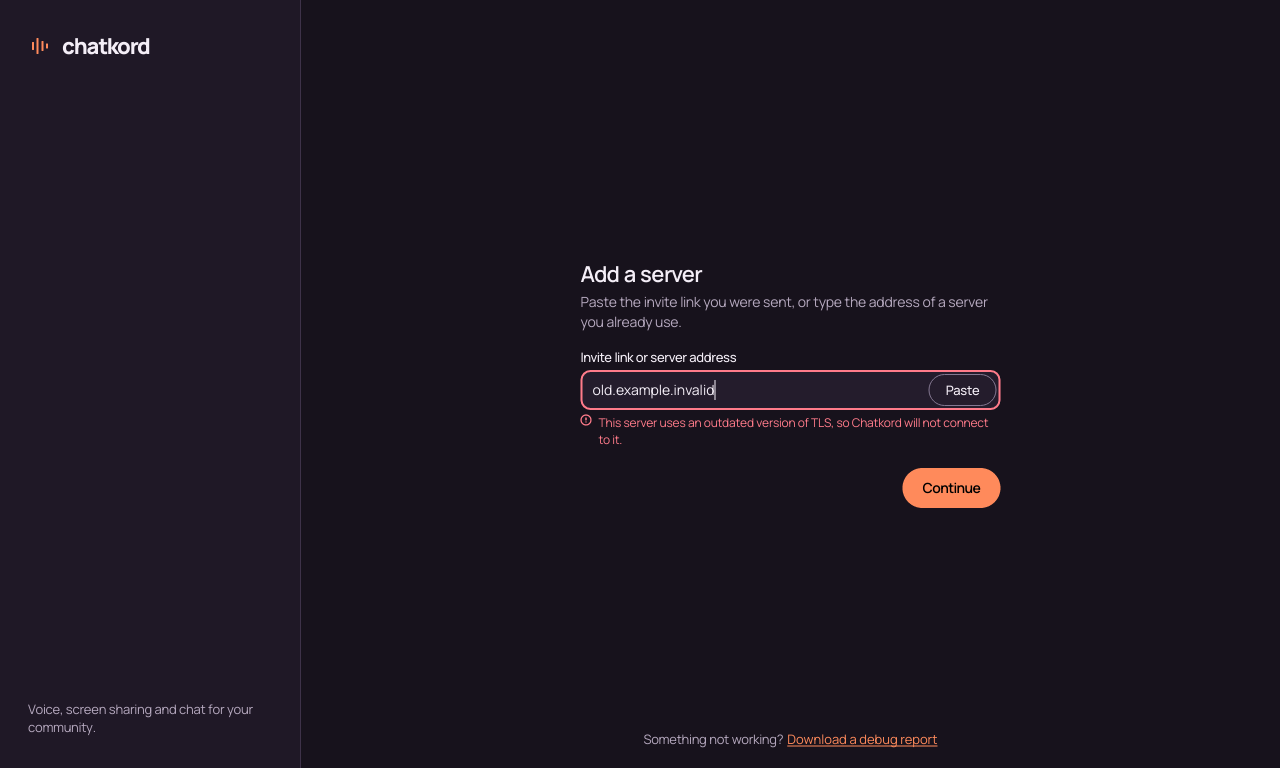 chatkord
Add a server
Paste the invite link you were sent, or type the address of a server
you already use.
Invite link or server address
old.example.invalid
Paste
This server uses an outdated version of TLS, so Chatkord will not connect
to it.
Continue
Voice, screen sharing and chat for your
community.
Something not working? Download a debug report